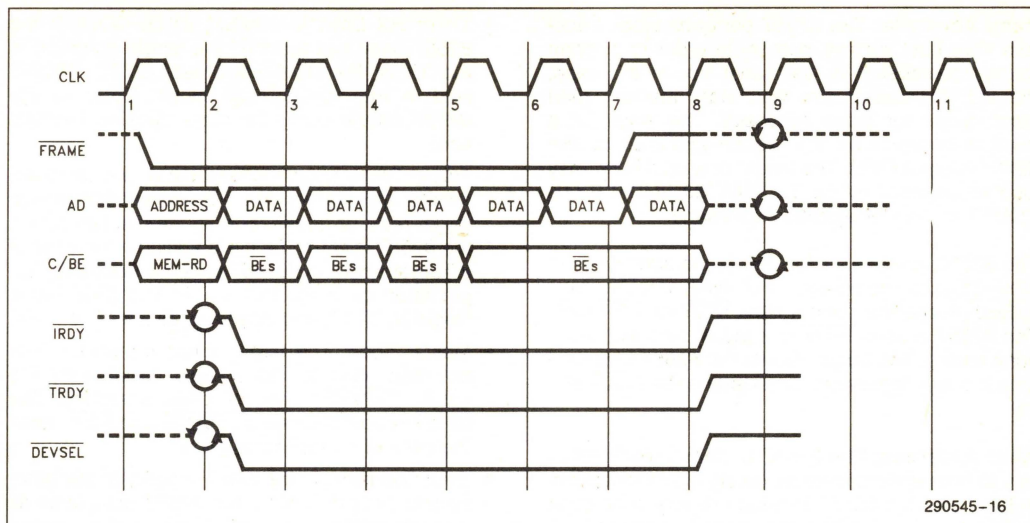 CLK
1 2 3 4 5 6 7 8 9 10 11
FRAME
AD ADDRESS DATA DATA DATA DATA DATA DATA
C/BE MEM-RD BEs BEs BEs BEs
IRDY
TRDY
DEVSEL
290545-16